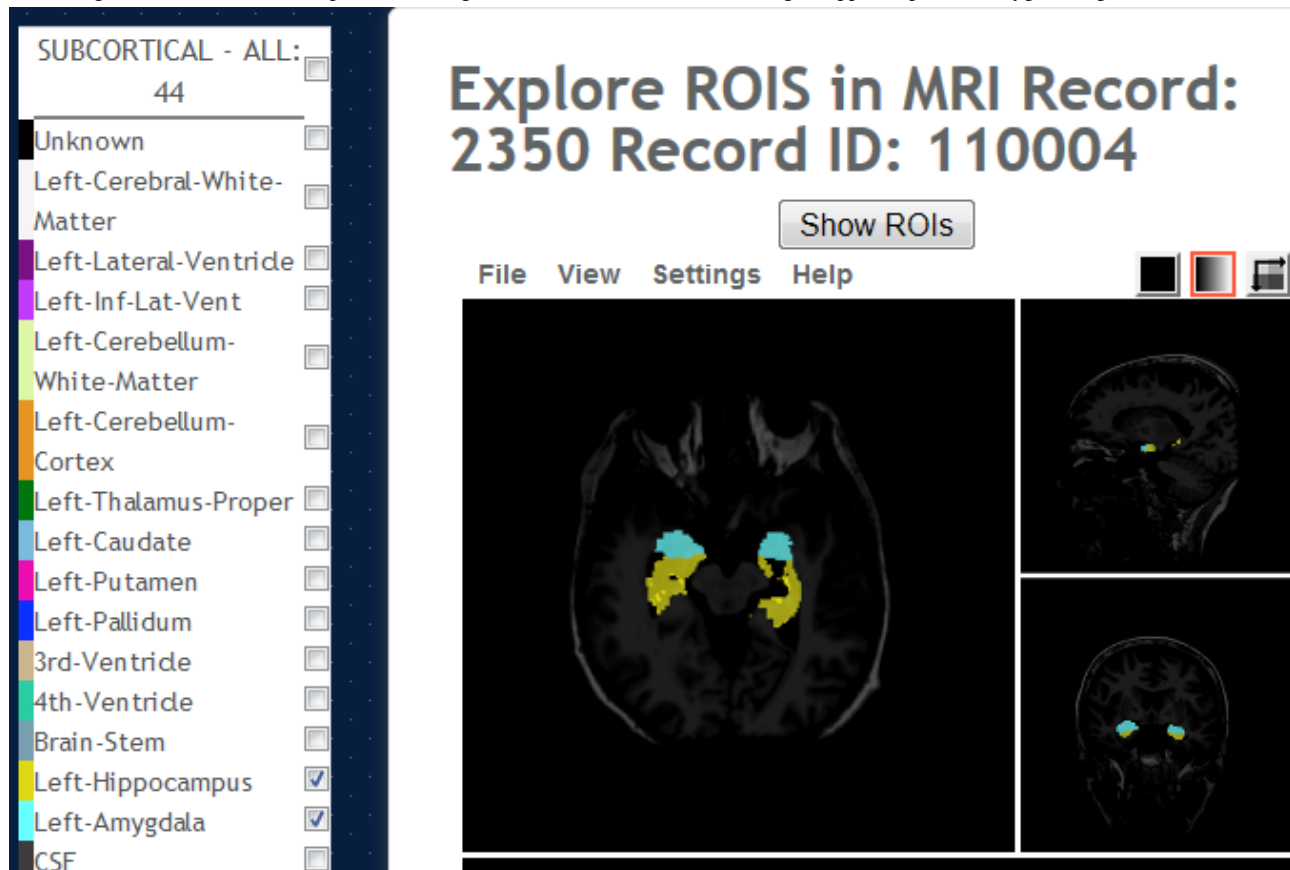 SUBCORTICAL - ALL:
44
Unknown
Left-Cerebral-White-
Matter
Left-Lateral-Ventricle
Left-Inf-Lat-Vent
Left-Cerebellum-
White-Matter
Left-Cerebellum-
Cortex
Left-Thalamus-Proper
Left-Caudate
Left-Putamen
Left-Pallidum
3rd-Ventricle
4th-Ventricle
Brain-Stem
Left-Hippocampus
Left-Amygdala
CSF
Explore ROIS in MRI Record:
2350 Record ID: 110004
Show ROIs
File View Settings Help